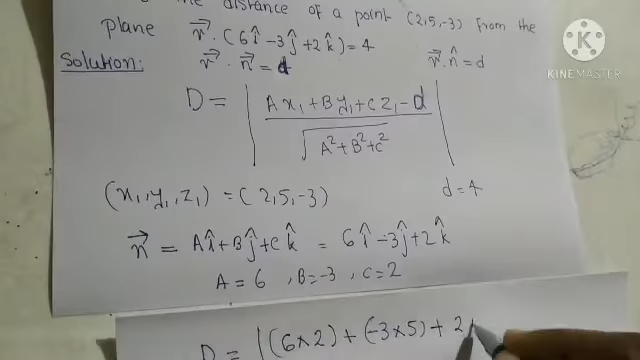 the distance of a point (2,5,-3) from the
plane r⃗.(6î-3ĵ+2k̂)=4
Solution: r⃗.n⃗=d r⃗.n̂=d
D = |Ax₁+By₁+Cz₁-d / √A²+B²+C²|
(x₁,y₁,z₁) = (2,5,-3) d=4
n⃗ = Aî+Bĵ+Ck̂ = 6î-3ĵ+2k̂
A=6, B=-3, C=2
D = |(6×2)+(-3×5)+2
KINEMASTER